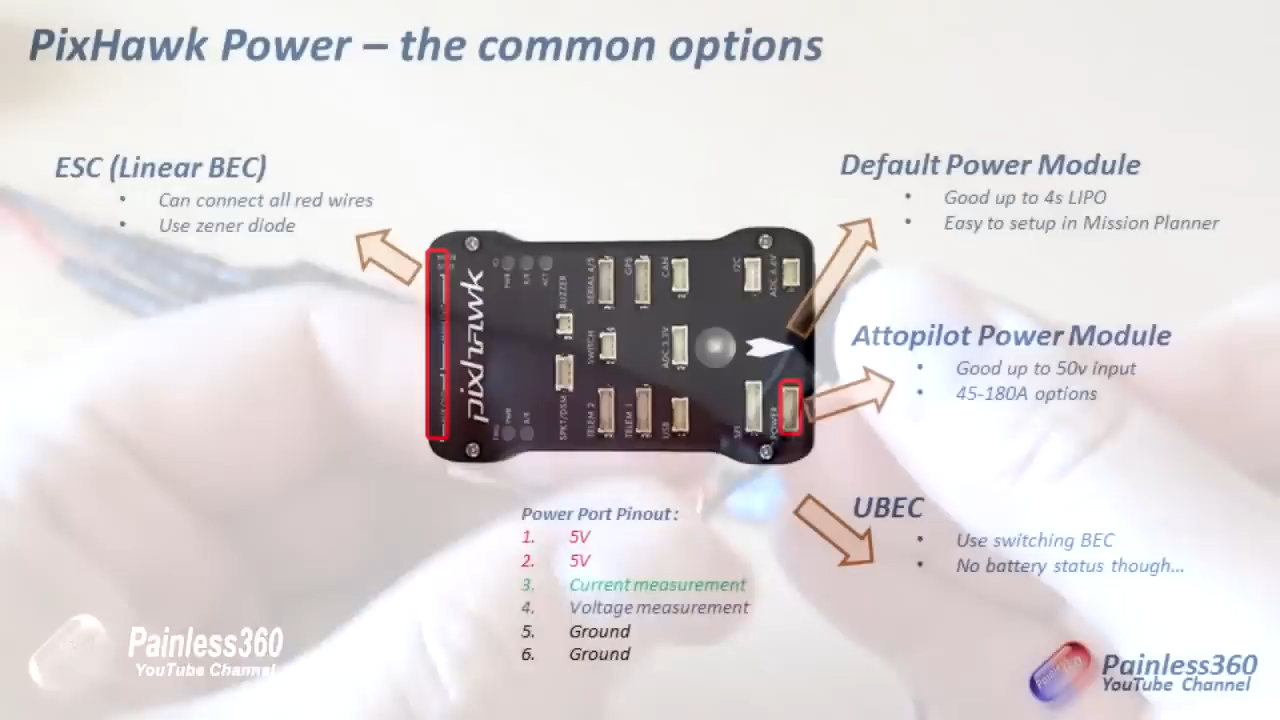 PixHawk Power – the common options
ESC (Linear BEC)
• Can connect all red wires
• Use zener diode
Default Power Module
• Good up to 4s LIPO
• Easy to setup in Mission Planner
Attopilot Power Module
• Good up to 50v input
• 45-180A options
UBEC
• Use switching BEC
• No battery status though...
pixhawk
PWR
B/E
ACT
BUZZER
SERIAL 4/5
GPS
CAN
I2C
ADC 6.6V
SWITCH
ADC 3.3V
SPKT/DSM
TELEM 2
TELEM 1
USB
SPI
POWER
PWR
B/E
Power Port Pinout :
1. 5V
2. 5V
3. Current measurement
4. Voltage measurement
5. Ground
6. Ground
Painless360
YouTube Channel
Painless360
YouTube Channel